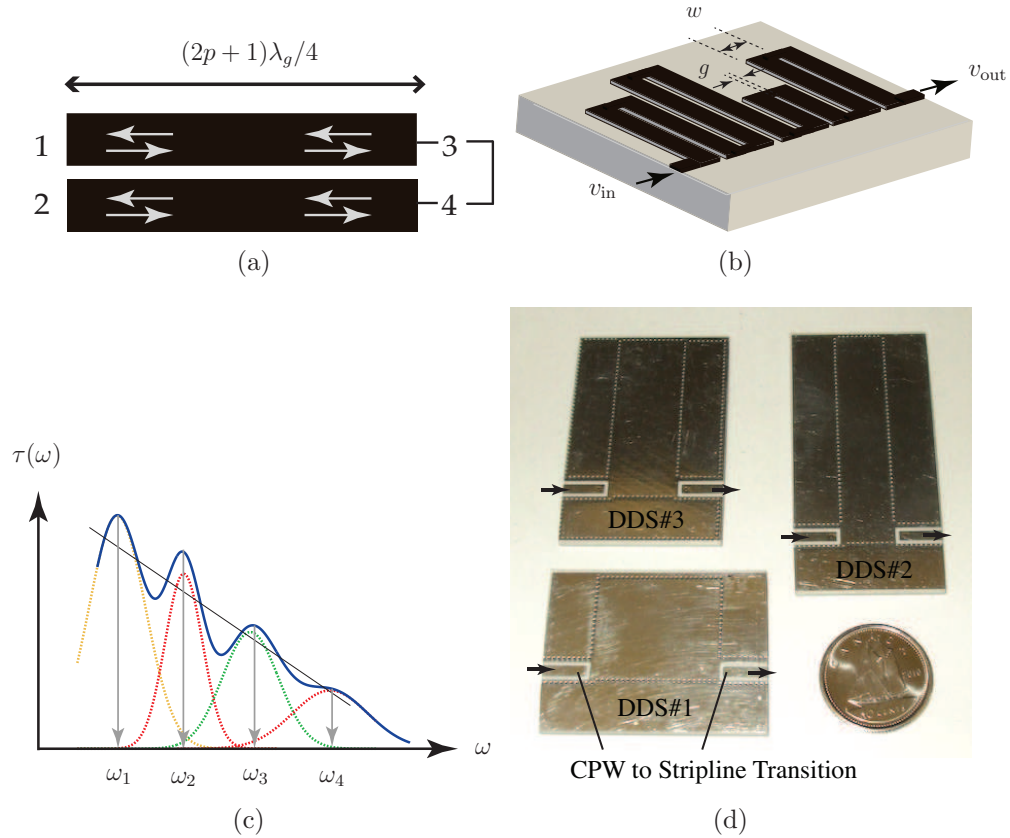 (2p + 1)λg/4
1
3
2
4
(a)
w
g
vin
vout
(b)
τ(ω)
ω
ω1
ω2
ω3
ω4
(c)
DDS#3
DDS#2
DDS#1
CPW to Stripline Transition
(d)